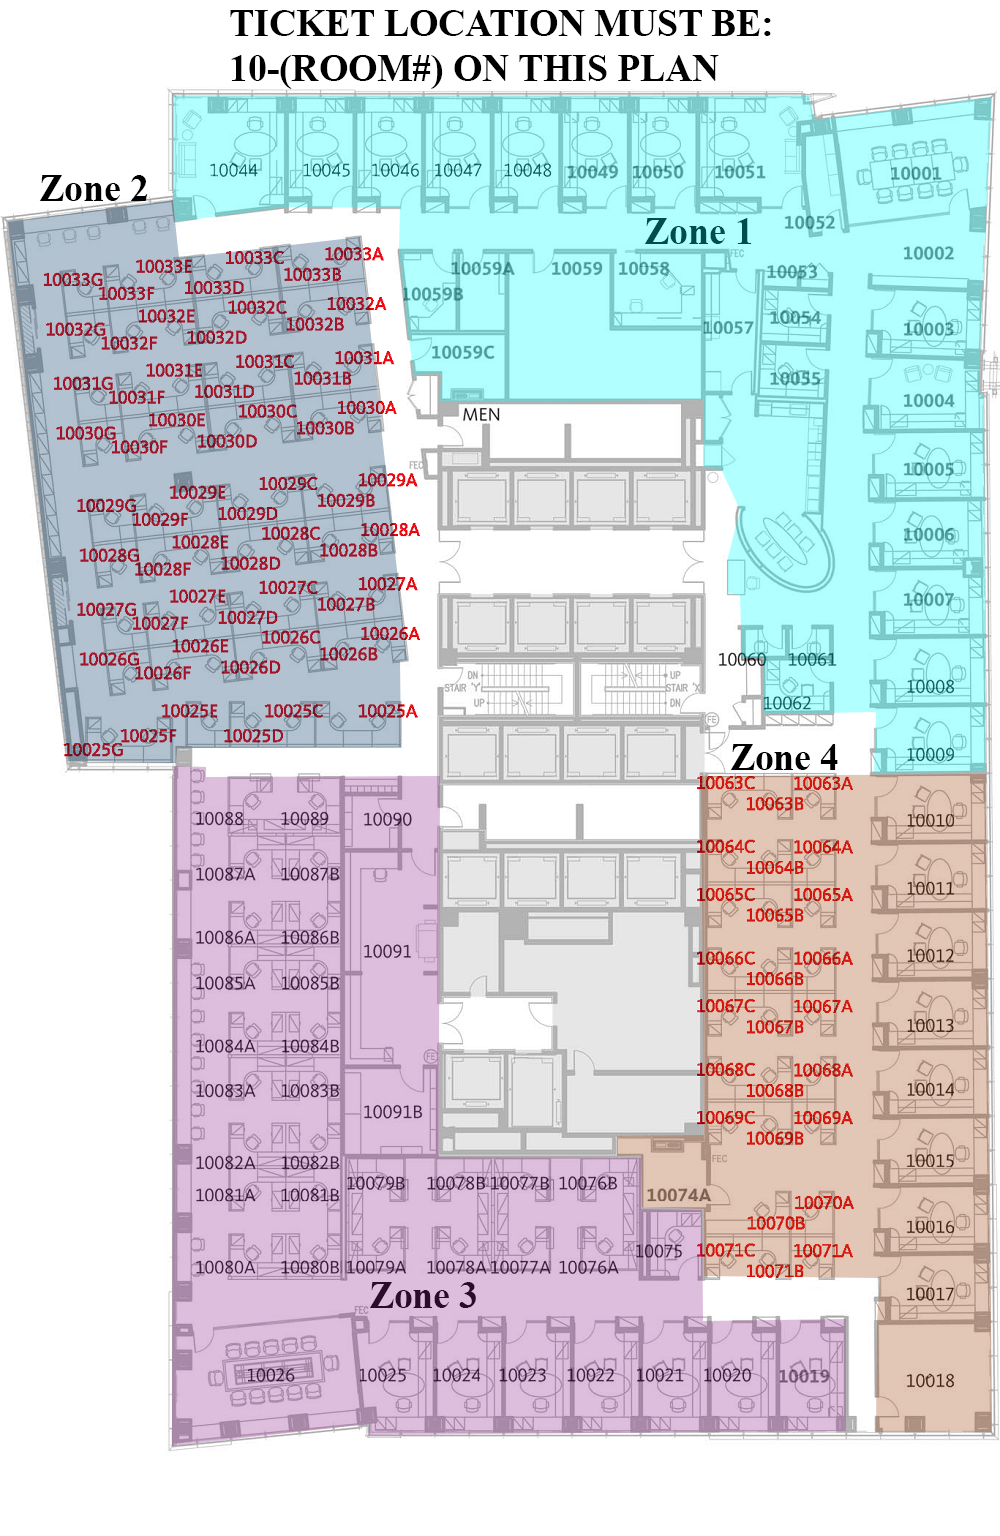 TICKET LOCATION MUST BE:
10-(ROOM#) ON THIS PLAN
10044 10045 10046 10047 10048 10049 10050 10051 10001
Zone 2
10052
Zone 1
10002
FEC
10033A
10033C
10033E 10033B
10033G 10033D
10033F
10059A 10059 10058
10053
10059B
10032A
10032C
10032E 10032B
10032G 10032D
10032F
10054
10057
10003
10059C
10031A
10031C
10031E 10031B
10031G 10031D
10031F
10055
10004
10030A
10030C
10030E 10030B
10030G 10030D
10030F
MEN
FEC
10005
10029A
10029C
10029E 10029B
10029G 10029D
10029F
10028A
10028C
10028E 10028B
10028G 10028D
10028F
10006
10027A
10027C
10027E 10027B
10027G 10027D
10027F
10007
10026A
10026C
10026E 10026B
10026G 10026D
10026F
10060 10061
DN UP
STAIR 'Y' STAIR 'X'
UP DN
10008
10062
10025E 10025C 10025A
10025F 10025D
10025G
FE
10009
Zone 4
10063C 10063A
10063B
10088 10089 10090
10010
10064C 10064A
10064B
10087A 10087B
10011
10065C 10065A
10065B
10086A 10086B
10091
10012
10066C 10066A
10066B
10085A 10085B
10067C 10067A
10067B
10013
10084A 10084B
FE
10068C 10068A
10068B
10083A 10083B
10014
10091B
10069C 10069A
10069B
FEC
10082A 10082B
10015
10079B 10078B 10077B 10076B
10081A 10081B
10074A
10070A
10070B
10016
10075
10071C 10071A
10071B
10080A 10080B
10079A 10078A 10077A 10076A
10017
Zone 3
FEC
10026 10025 10024 10023 10022 10021 10020 10019
10018